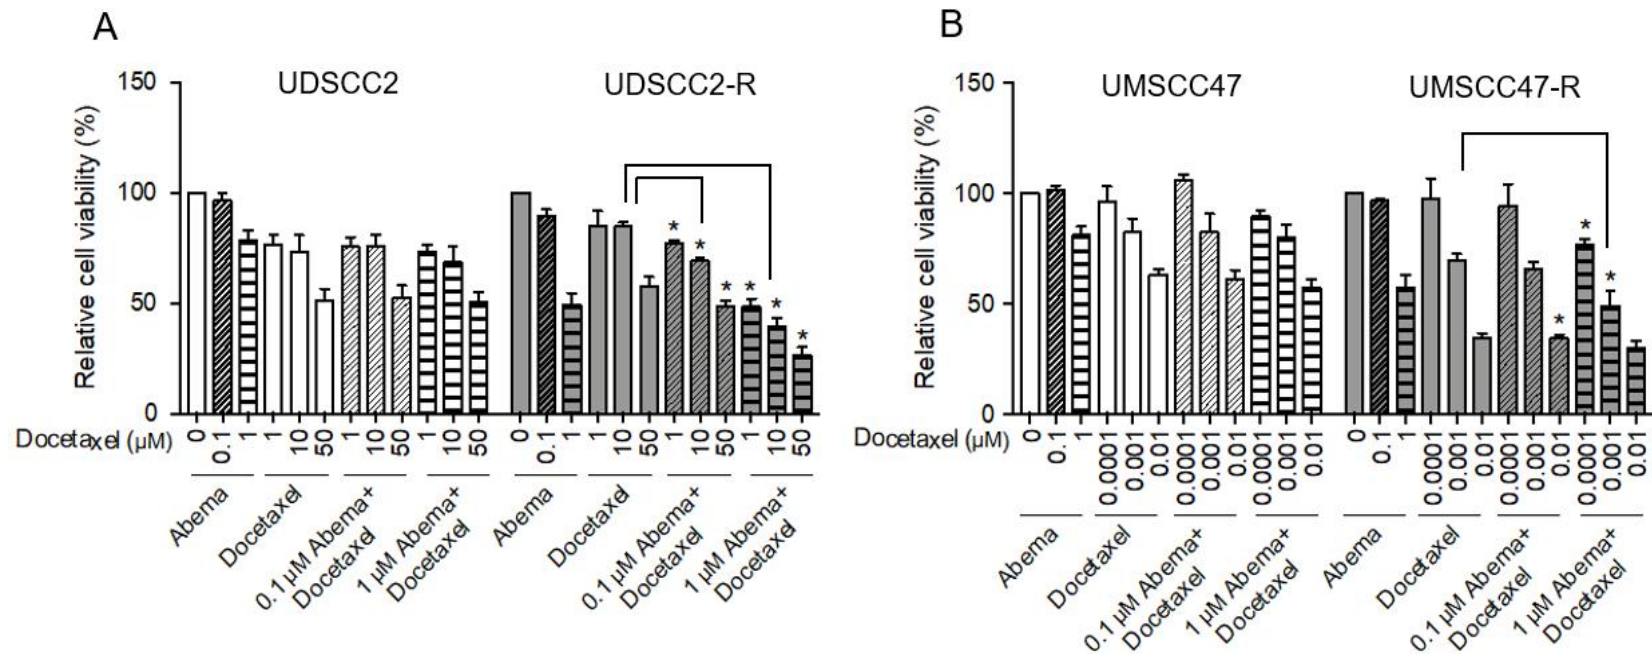 A
B
UDSCC2
UDSCC2-R
UMSCC47
UMSCC47-R
Relative cell viability (%)
150
100
50
0
* * * * * *
Docetaxel (µM)
0 0.1 1 1 10 50 1 10 50 1 10 50
0 0.1 1 1 10 50 1 10 50 1 10 50
Abema
Docetaxel
0.1 µM Abema+
Docetaxel
1 µM Abema+
Docetaxel
Abema
Docetaxel
0.1 µM Abema+
Docetaxel
1 µM Abema+
Docetaxel
Relative cell viability (%)
150
100
50
0
* * *
Docetaxel (µM)
0 0.1 1 0.0001 0.001 0.01 0.0001 0.001 0.01 0.0001 0.001 0.01
0 0.1 1 0.0001 0.001 0.01 0.0001 0.001 0.01 0.0001 0.001 0.01
Abema
Docetaxel
0.1 µM Abema+
Docetaxel
1 µM Abema+
Docetaxel
Abema
Docetaxel
0.1 µM Abema+
Docetaxel
1 µM Abema+
Docetaxel